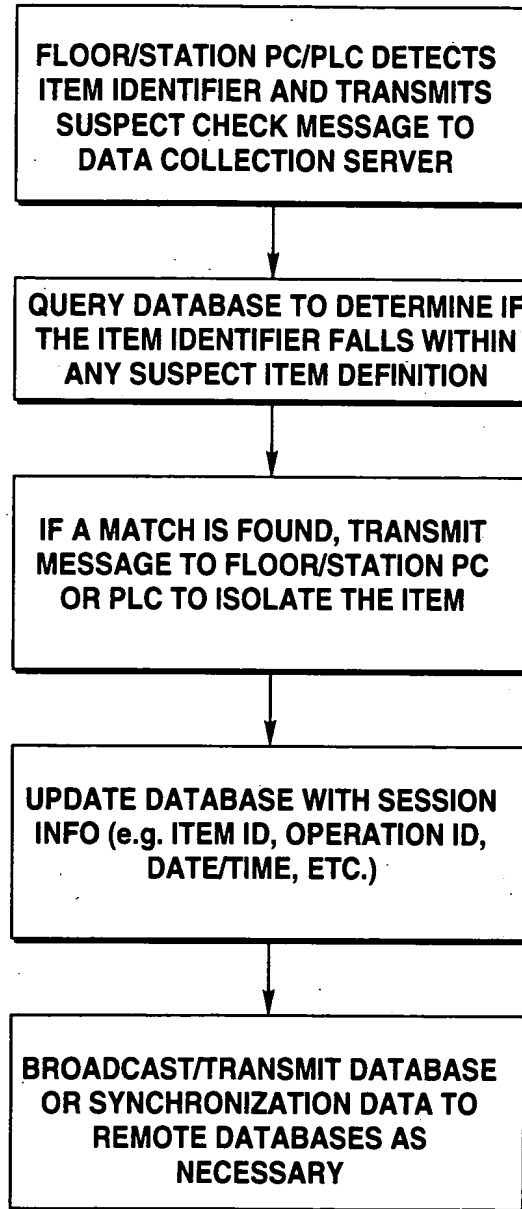 FLOOR/STATION PC/PLC DETECTS
ITEM IDENTIFIER AND TRANSMITS
SUSPECT CHECK MESSAGE TO
DATA COLLECTION SERVER
QUERY DATABASE TO DETERMINE IF
THE ITEM IDENTIFIER FALLS WITHIN
ANY SUSPECT ITEM DEFINITION
IF A MATCH IS FOUND, TRANSMIT
MESSAGE TO FLOOR/STATION PC
OR PLC TO ISOLATE THE ITEM
UPDATE DATABASE WITH SESSION
INFO (e.g. ITEM ID, OPERATION ID,
DATE/TIME, ETC.)
BROADCAST/TRANSMIT DATABASE
OR SYNCHRONIZATION DATA TO
REMOTE DATABASES AS
NECESSARY